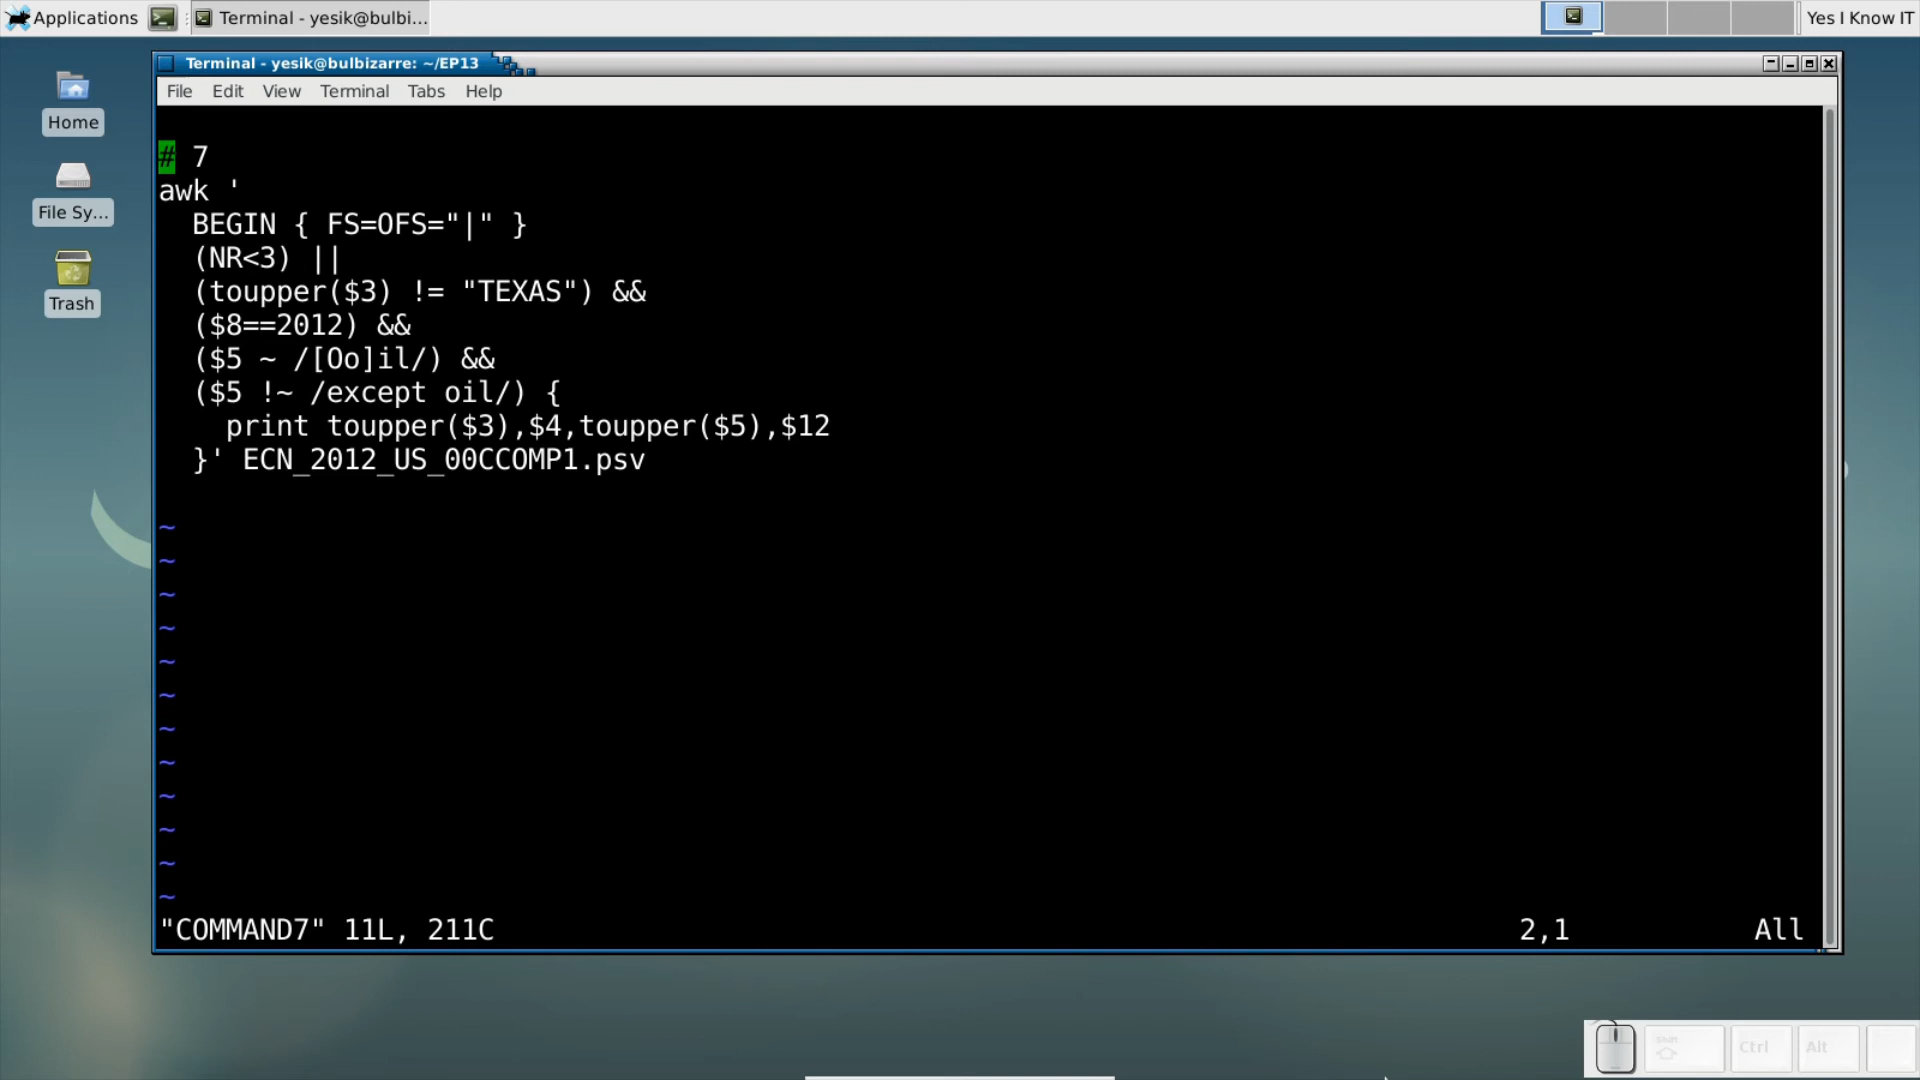 Applications
Terminal - yesik@bulbi...
Yes I Know IT
Terminal - yesik@bulbizarre: ~/EP13
File Edit View Terminal Tabs Help
Home
File Sy...
Trash
# 7
awk '
  BEGIN { FS=OFS="|" }
  (NR<3) ||
  (toupper($3) != "TEXAS") &&
  ($8==2012) &&
  ($5 ~ /[Oo]il/) &&
  ($5 !~ /except oil/) {
    print toupper($3),$4,toupper($5),$12
  }' ECN_2012_US_00CCOMP1.psv
~
~
~
~
~
~
~
~
~
~
~
~
"COMMAND7" 11L, 211C 2,1 All
Shift Ctrl Alt